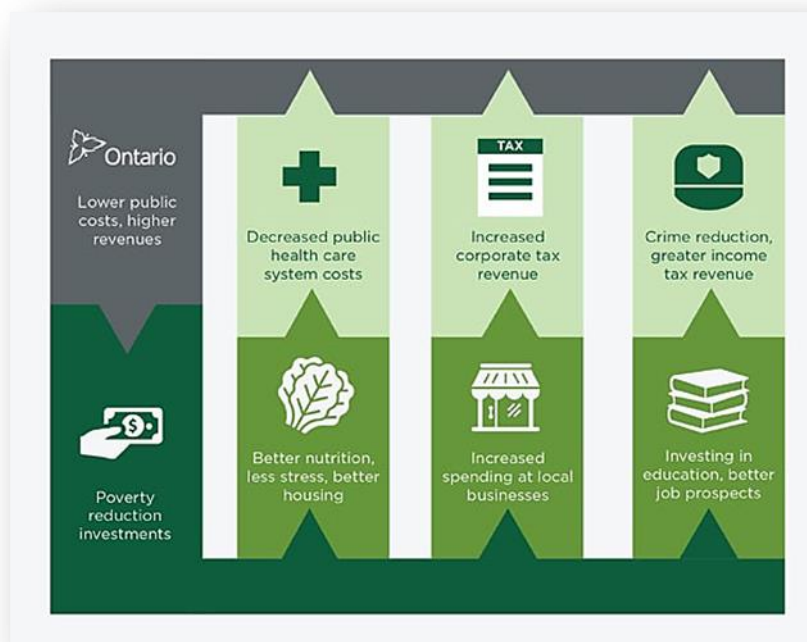 Ontario
Lower public
costs, higher
revenues
Decreased public
health care
system costs
TAX
Increased
corporate tax
revenue
Crime reduction,
greater income
tax revenue
$
Poverty
reduction
investments
Better nutrition,
less stress, better
housing
Increased
spending at local
businesses
Investing in
education, better
job prospects